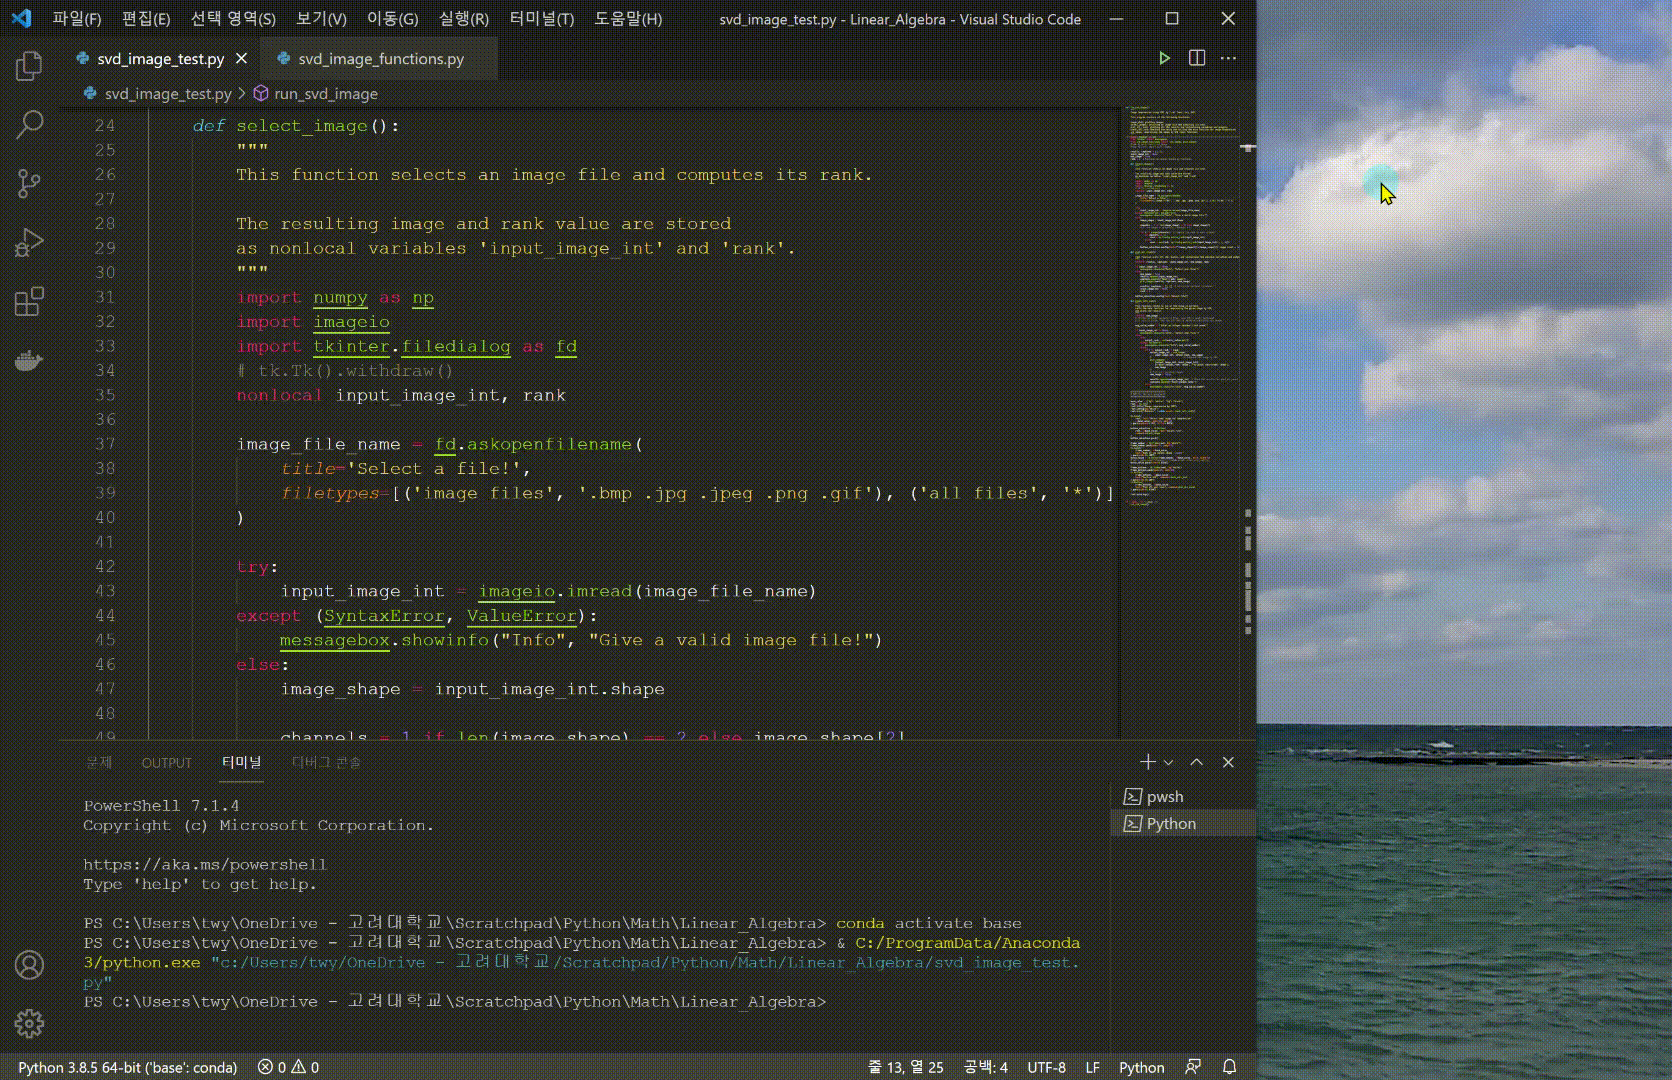 파일(F) 편집(E) 선택 영역(S) 보기(V) 이동(G) 실행(R) 터미널(T) 도움말(H) svd_image_test.py - Linear_Algebra - Visual Studio Code
svd_image_test.py svd_image_functions.py
svd_image_test.py > run_svd_image
24 def select_image():
25 """
26 This function selects an image file and computes its rank.
27
28 The resulting image and rank value are stored
29 as nonlocal variables 'input_image_int' and 'rank'.
30 """
31 import numpy as np
32 import imageio
33 import tkinter.filedialog as fd
34 # tk.Tk().withdraw()
35 nonlocal input_image_int, rank
36
37 image_file_name = fd.askopenfilename(
38 title='Select a file!',
39 filetypes=[('image files', '.bmp .jpg .jpeg .png .gif'), ('all files', '*')]
40 )
41
42 try:
43 input_image_int = imageio.imread(image_file_name)
44 except (SyntaxError, ValueError):
45 messagebox.showinfo("Info", "Give a valid image file!")
46 else:
47 image_shape = input_image_int.shape
48
49 channels = 1 if len(image_shape) == 2 else image_shape[2]
문제 OUTPUT 터미널 디버그 콘솔
PowerShell 7.1.4
Copyright (c) Microsoft Corporation.
https://aka.ms/powershell
Type 'help' to get help.
PS C:\Users\twy\OneDrive - 고려대학교\Scratchpad\Python\Math\Linear_Algebra> conda activate base
PS C:\Users\twy\OneDrive - 고려대학교\Scratchpad\Python\Math\Linear_Algebra> & C:/ProgramData/Anaconda
3/python.exe "c:/Users/twy/OneDrive - 고려대학교/Scratchpad/Python/Math/Linear_Algebra/svd_image_test.
py"
PS C:\Users\twy\OneDrive - 고려대학교\Scratchpad\Python\Math\Linear_Algebra>
pwsh
Python
Python 3.8.5 64-bit ('base': conda) 0 0 줄 13, 열 25 공백: 4 UTF-8 LF Python